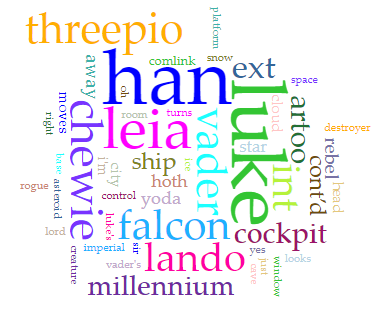 platform
threepio
away
comlink
snow
ext
space
oh
han
moves
right
chewie
room
turns
leia
vader
luke
cloud
artoo
star
destroyer
rebel
int
cont'd
head
base
asteroid
rogue
i'm
city
ship
ice
hoth
control
yoda
lord
creature
imperial
luke's
sir
falcon
cockpit
yes
vader's
lando
cave
just
window
looks
millennium